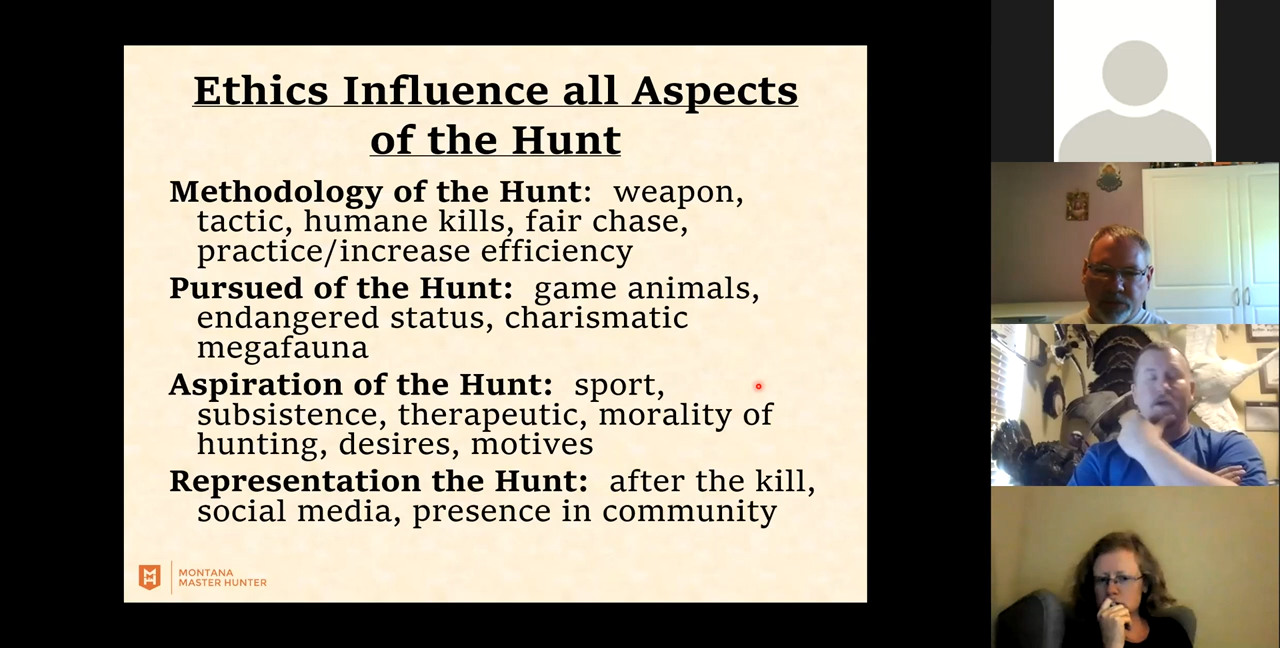 Ethics Influence all Aspects
of the Hunt
Methodology of the Hunt: weapon,
tactic, humane kills, fair chase,
practice/increase efficiency
Pursued of the Hunt: game animals,
endangered status, charismatic
megafauna
Aspiration of the Hunt: sport,
subsistence, therapeutic, morality of
hunting, desires, motives
Representation the Hunt: after the kill,
social media, presence in community
MONTANA
MASTER HUNTER